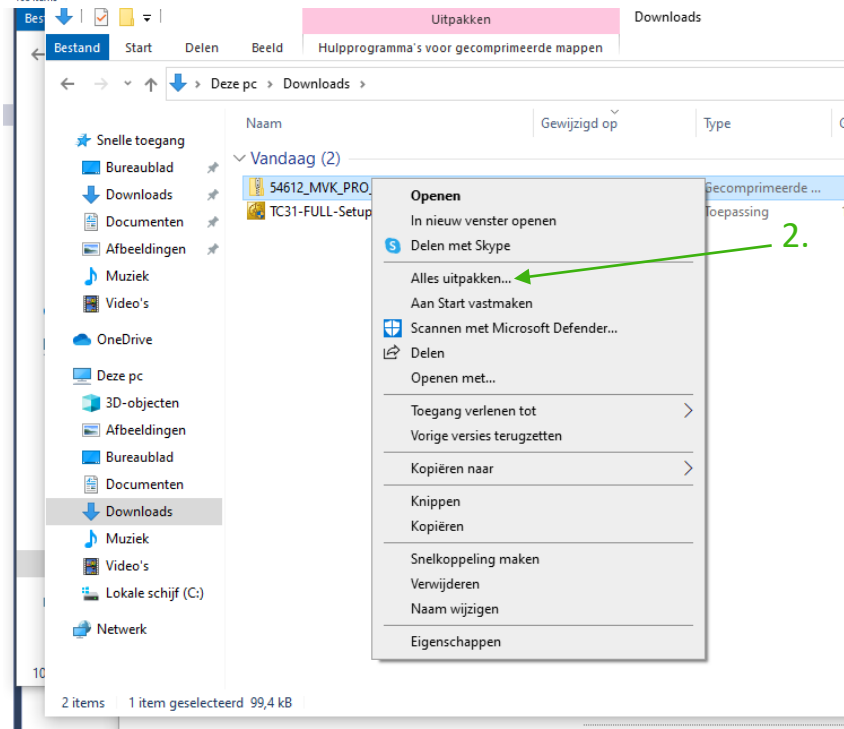 Uitpakken
Downloads
Bestand Start Delen Beeld Hulpprogramma's voor gecomprimeerde mappen
Deze pc > Downloads >
Naam Gewijzigd op Type
Snelle toegang
Bureaublad
Downloads
Documenten
Afbeeldingen
Muziek
Video's
OneDrive
Deze pc
3D-objecten
Afbeeldingen
Bureaublad
Documenten
Downloads
Muziek
Video's
Lokale schijf (C:)
Netwerk
Vandaag (2)
54612_MVK_PRO_ Gecomprimeerde ...
TC31-FULL-Setup Toepassing
Openen
In nieuw venster openen
Delen met Skype
Alles uitpakken...
2.
Aan Start vastmaken
Scannen met Microsoft Defender...
Delen
Openen met...
Toegang verlenen tot
Vorige versies terugzetten
Kopiëren naar
Knippen
Kopiëren
Snelkoppeling maken
Verwijderen
Naam wijzigen
Eigenschappen
2 items 1 item geselecteerd 99,4 kB